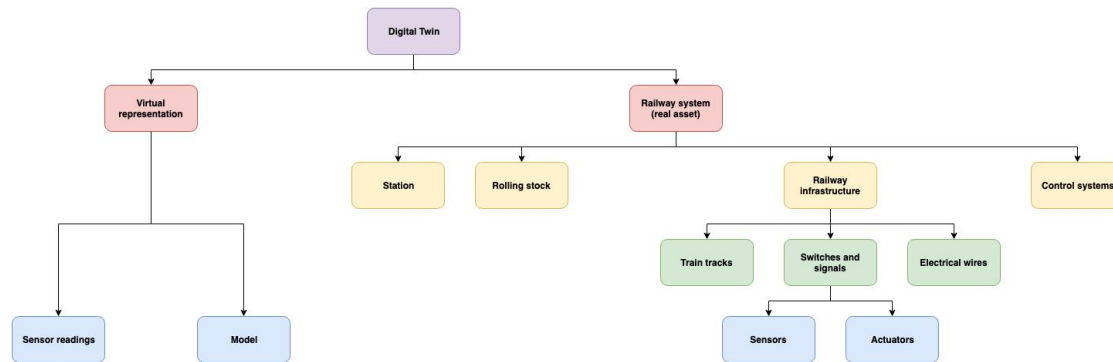 Digital Twin
Virtual
representation
Railway system
(real asset)
Station
Rolling stock
Railway
infrastructure
Control systems
Train tracks
Switches and
signals
Electrical wires
Sensor readings
Model
Sensors
Actuators